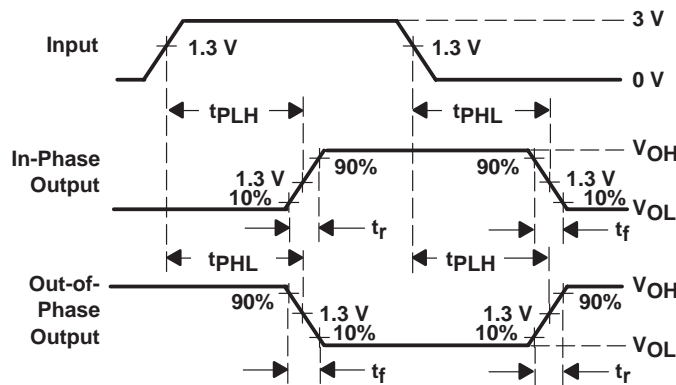 3 V
Input
1.3 V
1.3 V
0 V
tPLH
tPHL
In-Phase
Output
VOH
90%
90%
1.3 V
1.3 V
10%
10%
VOL
tr
tf
tPHL
tPLH
Out-of-
Phase
Output
VOH
90%
90%
1.3 V
1.3 V
10%
10%
VOL
tf
tr